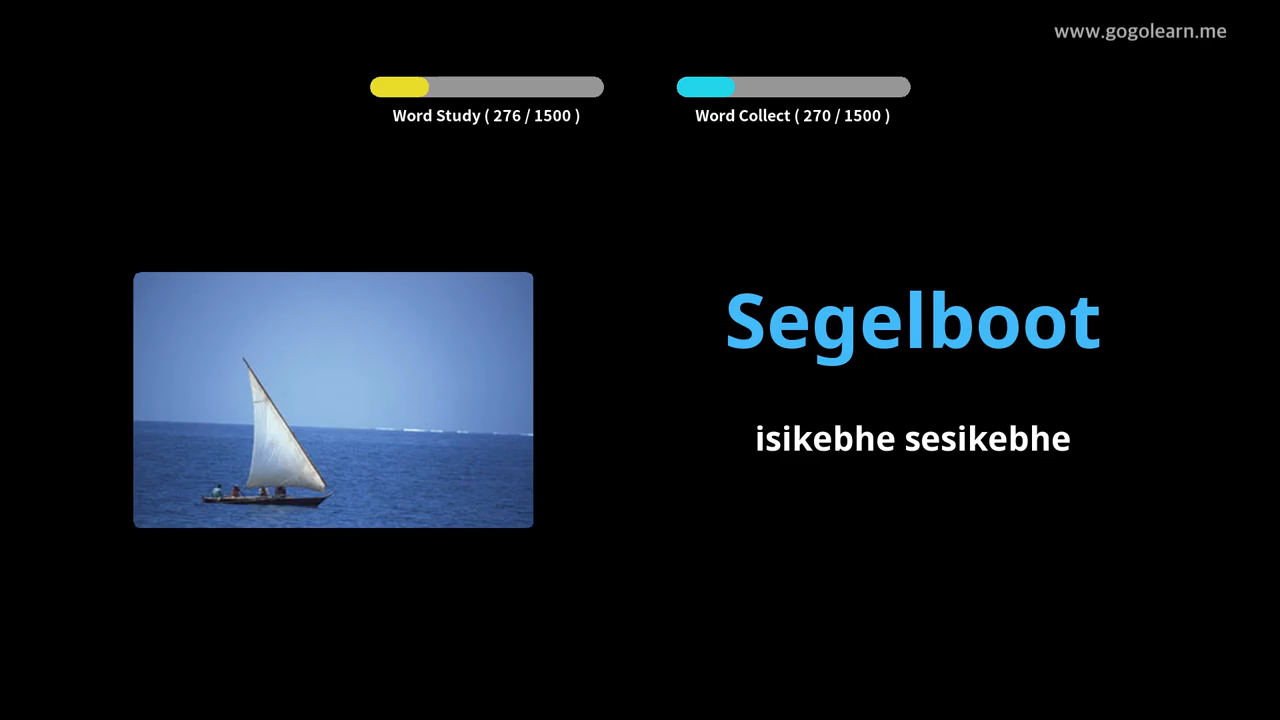 www.gogolearn.me
Word Study ( 276 / 1500 )
Word Collect ( 270 / 1500 )
Segelboot
isikebhe sesikebhe